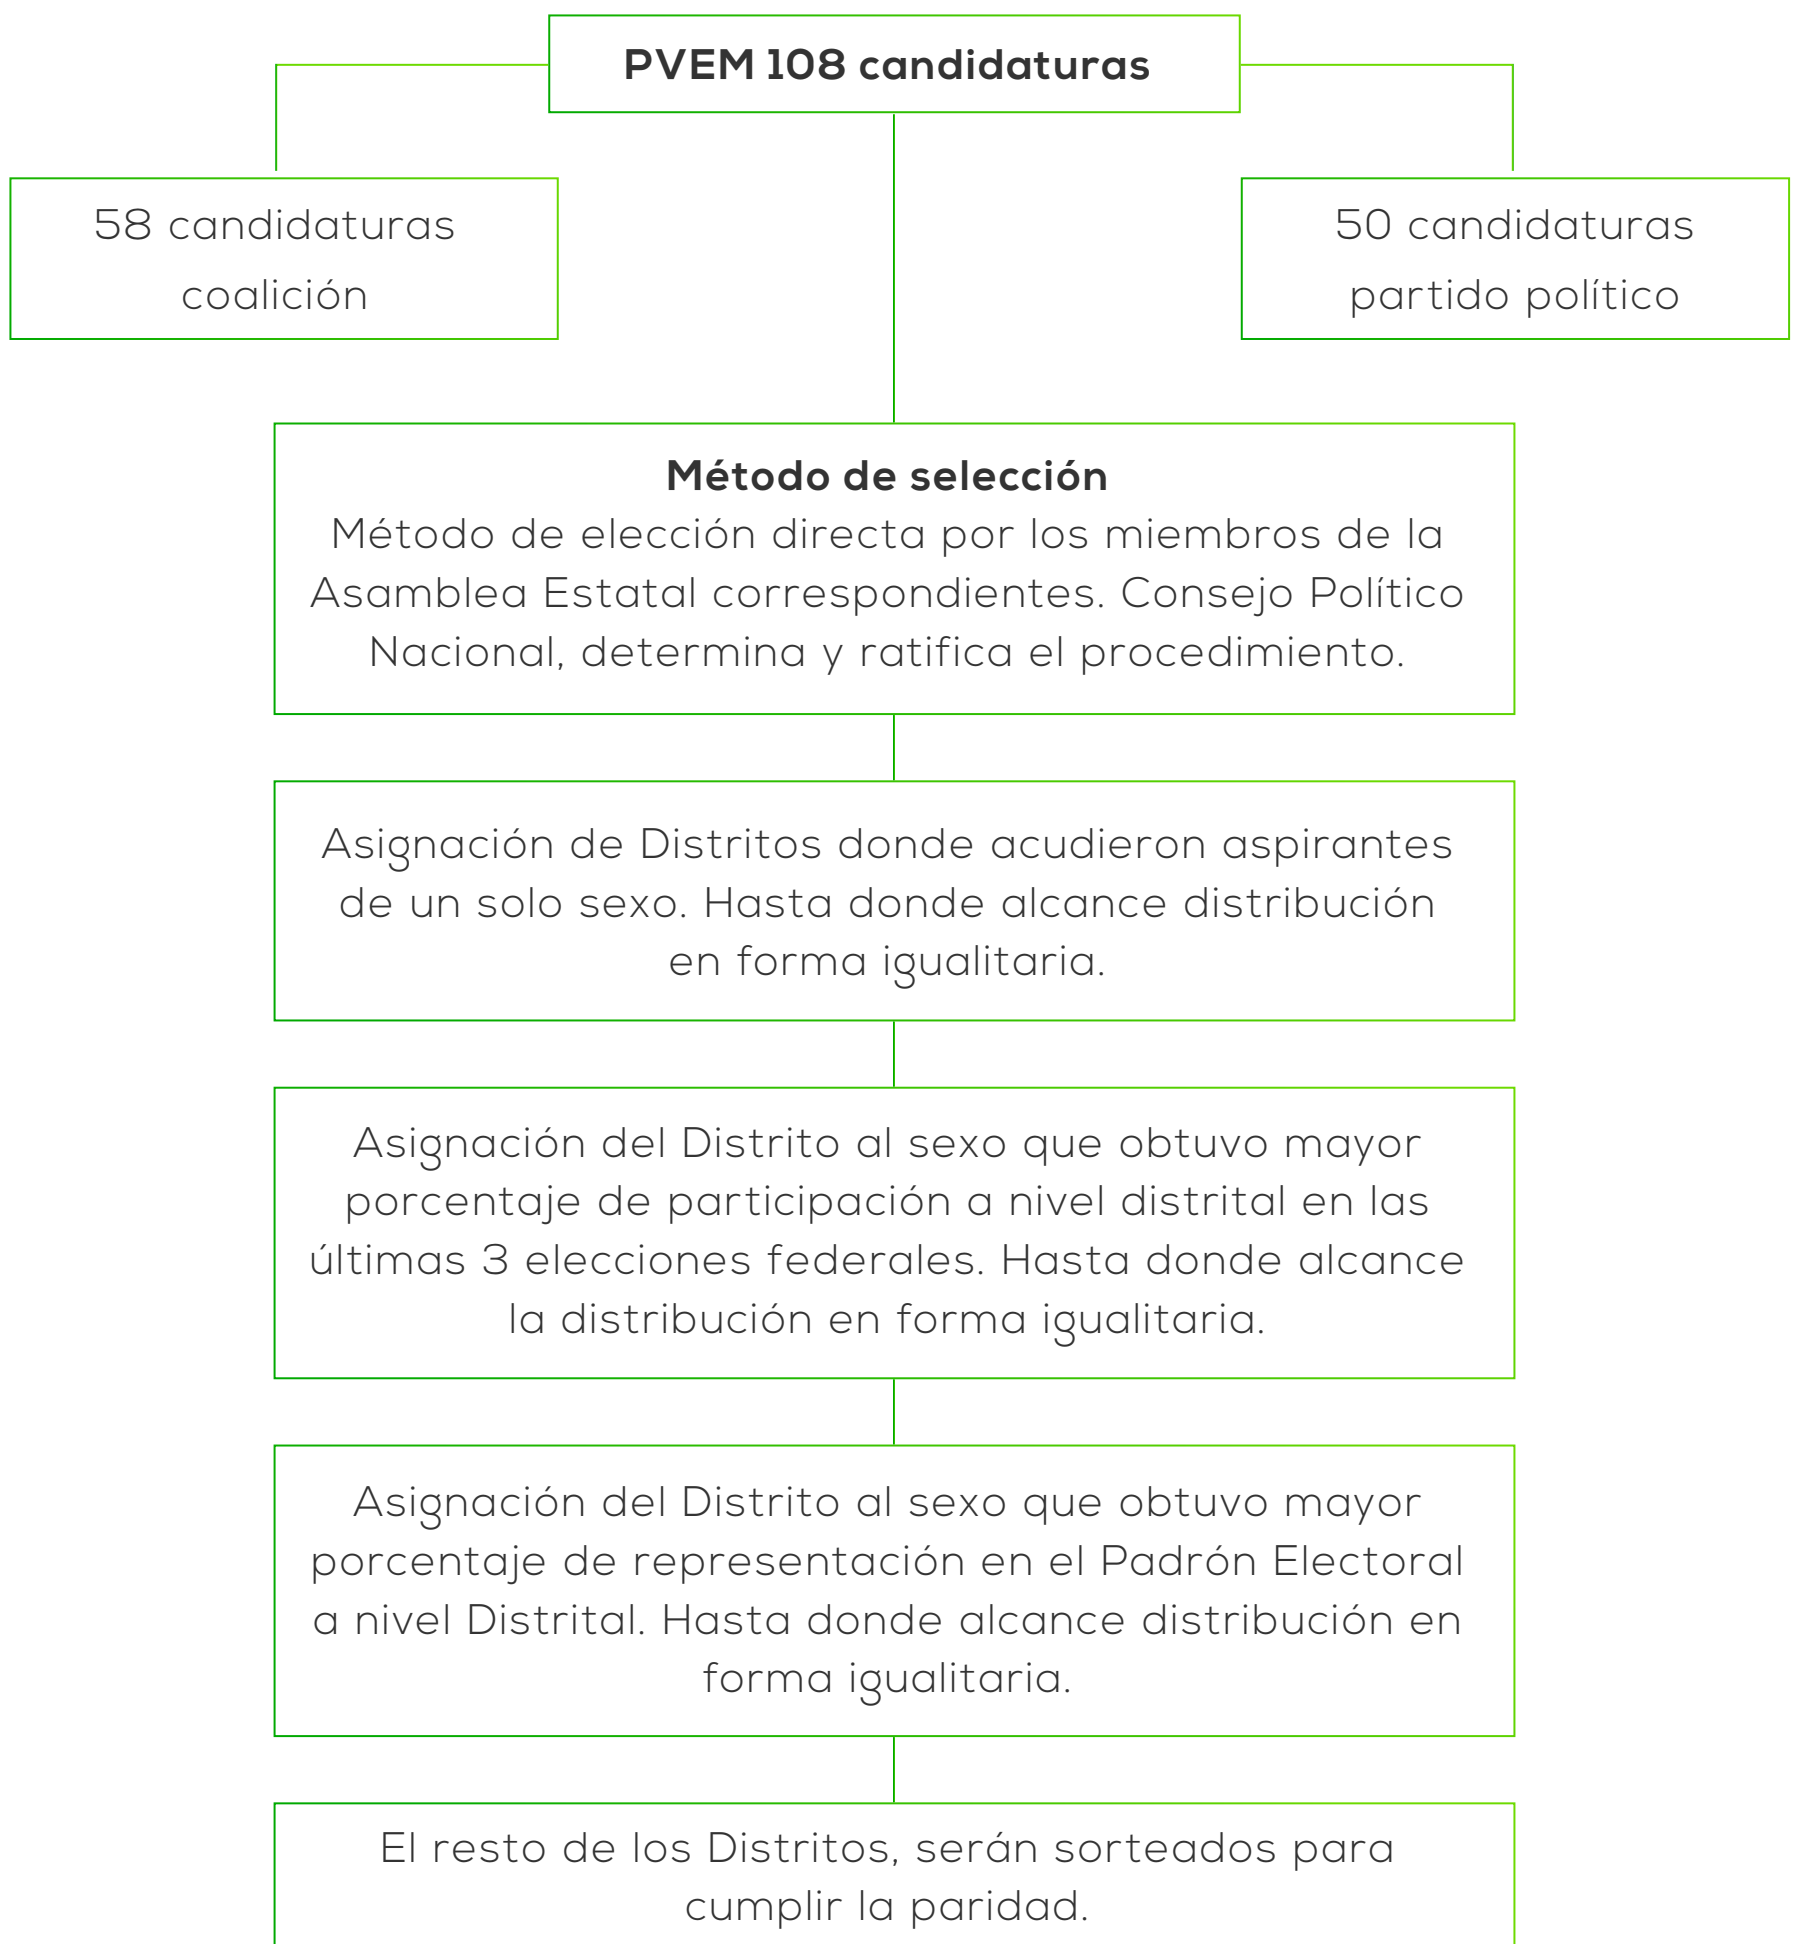 PVEM 108 candidaturas
58 candidaturas
coalición
50 candidaturas
partido político
Método de selección
Método de elección directa por los miembros de la
Asamblea Estatal correspondientes. Consejo Político
Nacional, determina y ratifica el procedimiento.
Asignación de Distritos donde acudieron aspirantes
de un solo sexo. Hasta donde alcance distribución
en forma igualitaria.
Asignación del Distrito al sexo que obtuvo mayor
porcentaje de participación a nivel distrital en las
últimas 3 elecciones federales. Hasta donde alcance
la distribución en forma igualitaria.
Asignación del Distrito al sexo que obtuvo mayor
porcentaje de representación en el Padrón Electoral
a nivel Distrital. Hasta donde alcance distribución en
forma igualitaria.
El resto de los Distritos, serán sorteados para
cumplir la paridad.